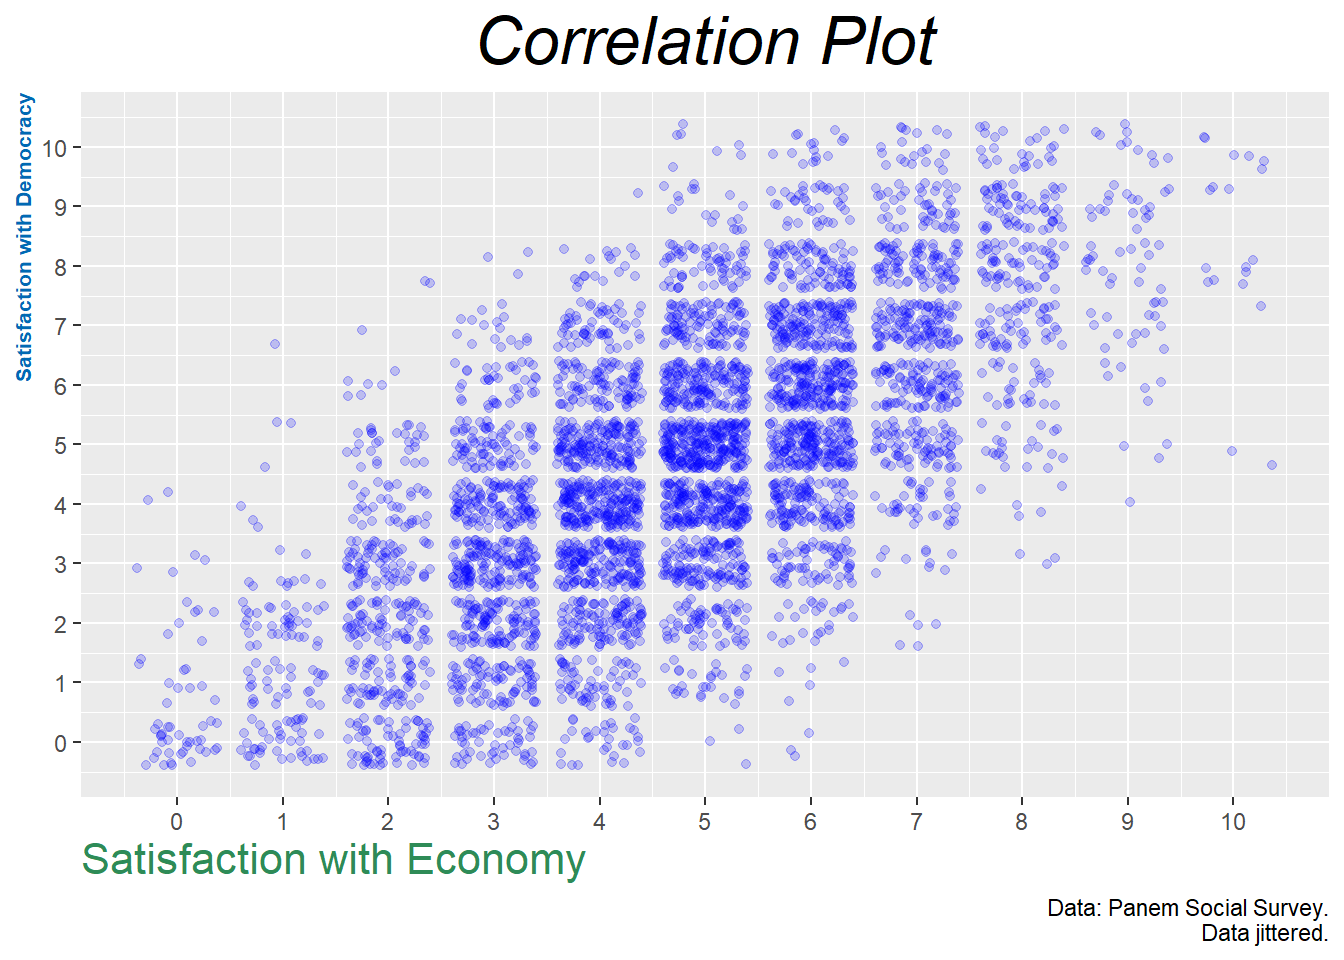 Correlation Plot
Satisfaction with Democracy
10
9
8
7
6
5
4
3
2
1
0
0 1 2 3 4 5 6 7 8 9 10
Satisfaction with Economy
Data: Panem Social Survey.
Data jittered.